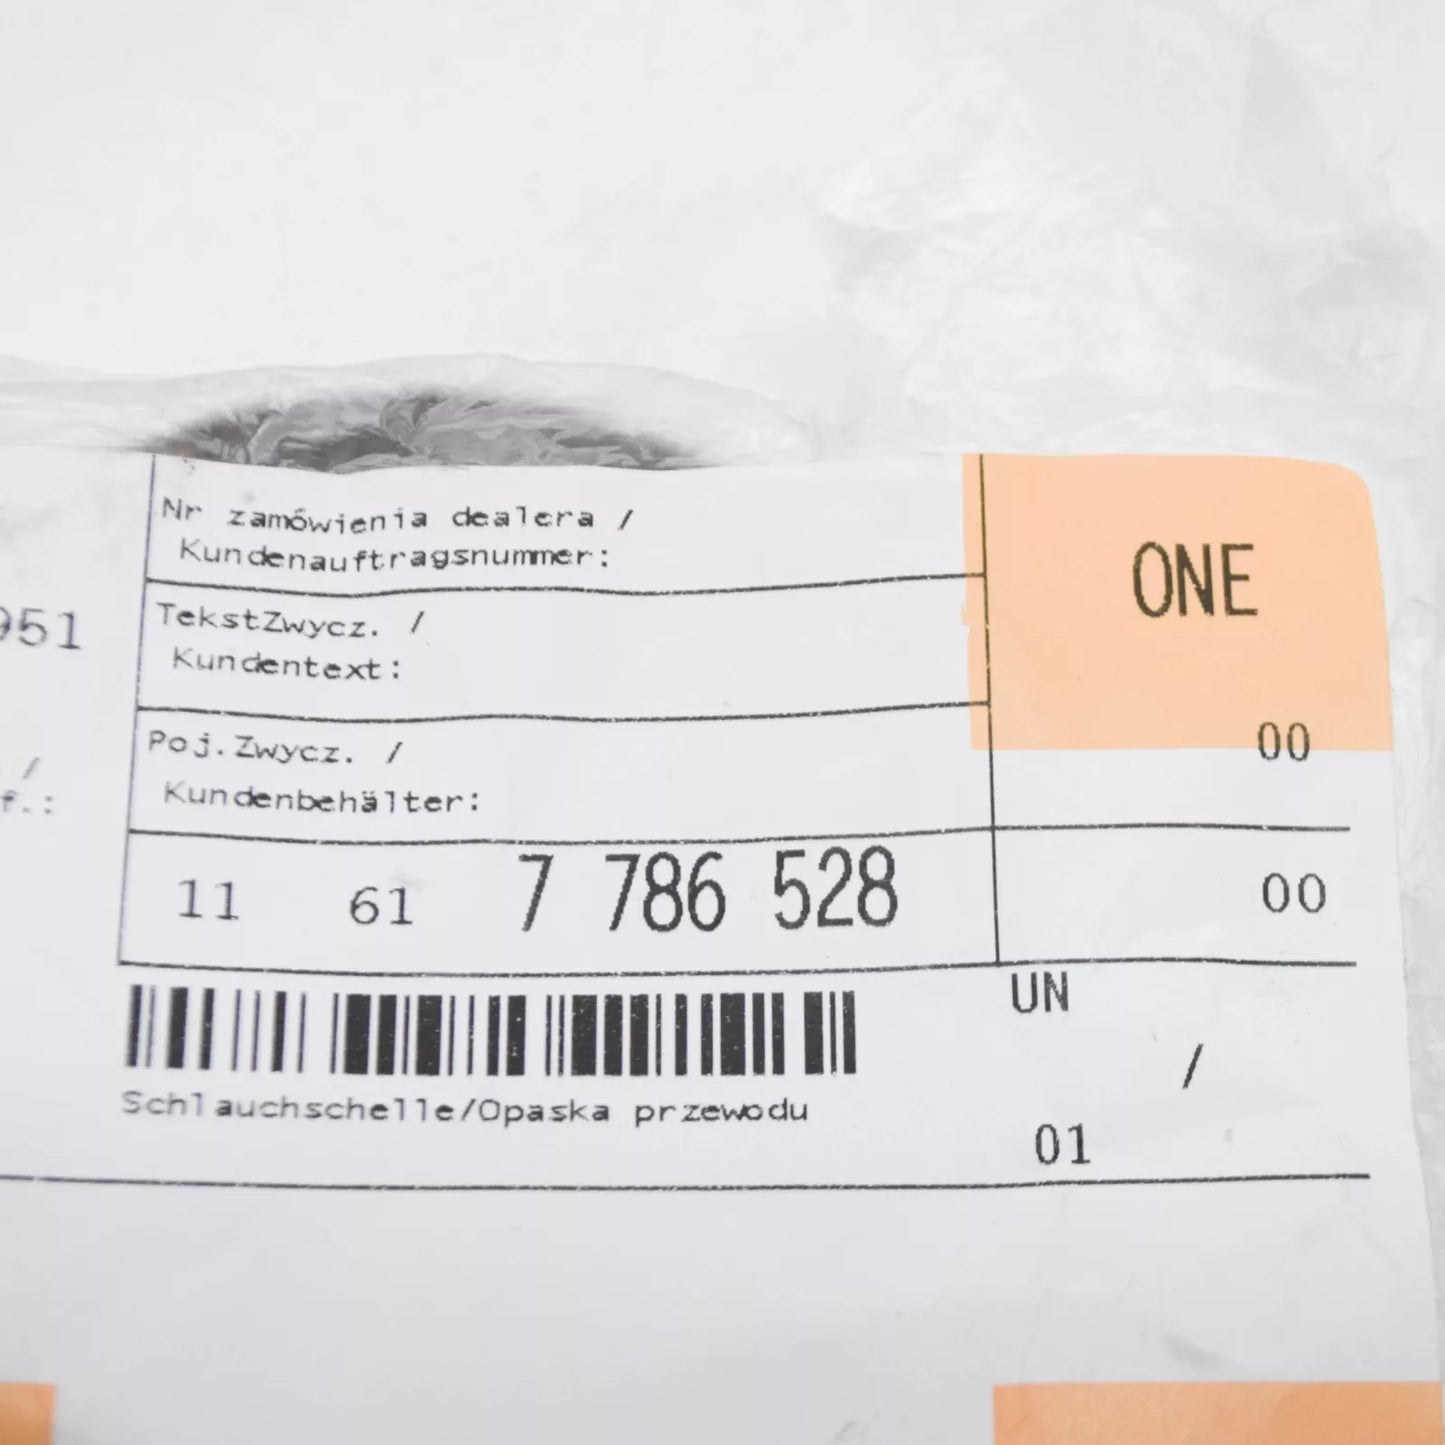 Nr zamówienia dealera /
Kundenauftragsnummer:
ONE
951
TekstZwycz. /
Kundentext:
00
Poj.Zwycz. /
Kundenbehälter:
/
f.:
11 61 7 786 528 00
UN
/
Schlauchschelle/Opaska przewodu
01